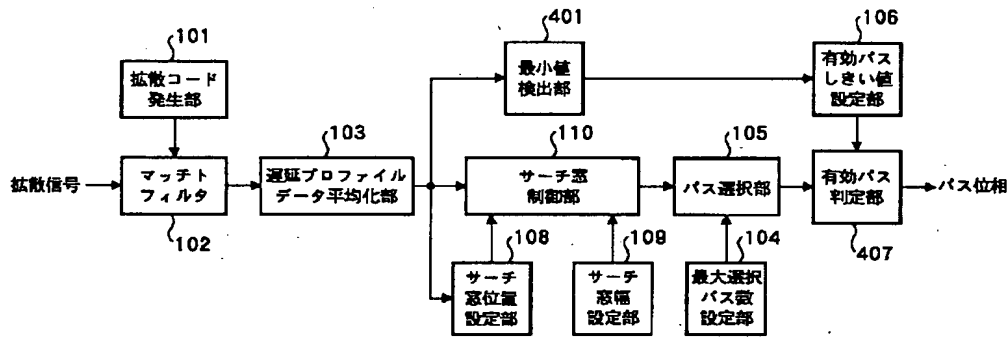 101
拡散コード
発生部
拡散信号
マッチト
フィルタ
102
103
遅延プロファイル
データ平均化部
401
最小値
検出部
110
サーチ窓
制御部
105
パス選択部
106
有効パス
しきい値
設定部
有効パス
判定部
407
パス位相
108
サーチ
窓位置
設定部
109
サーチ
窓幅
設定部
104
最大選択
パス数
設定部